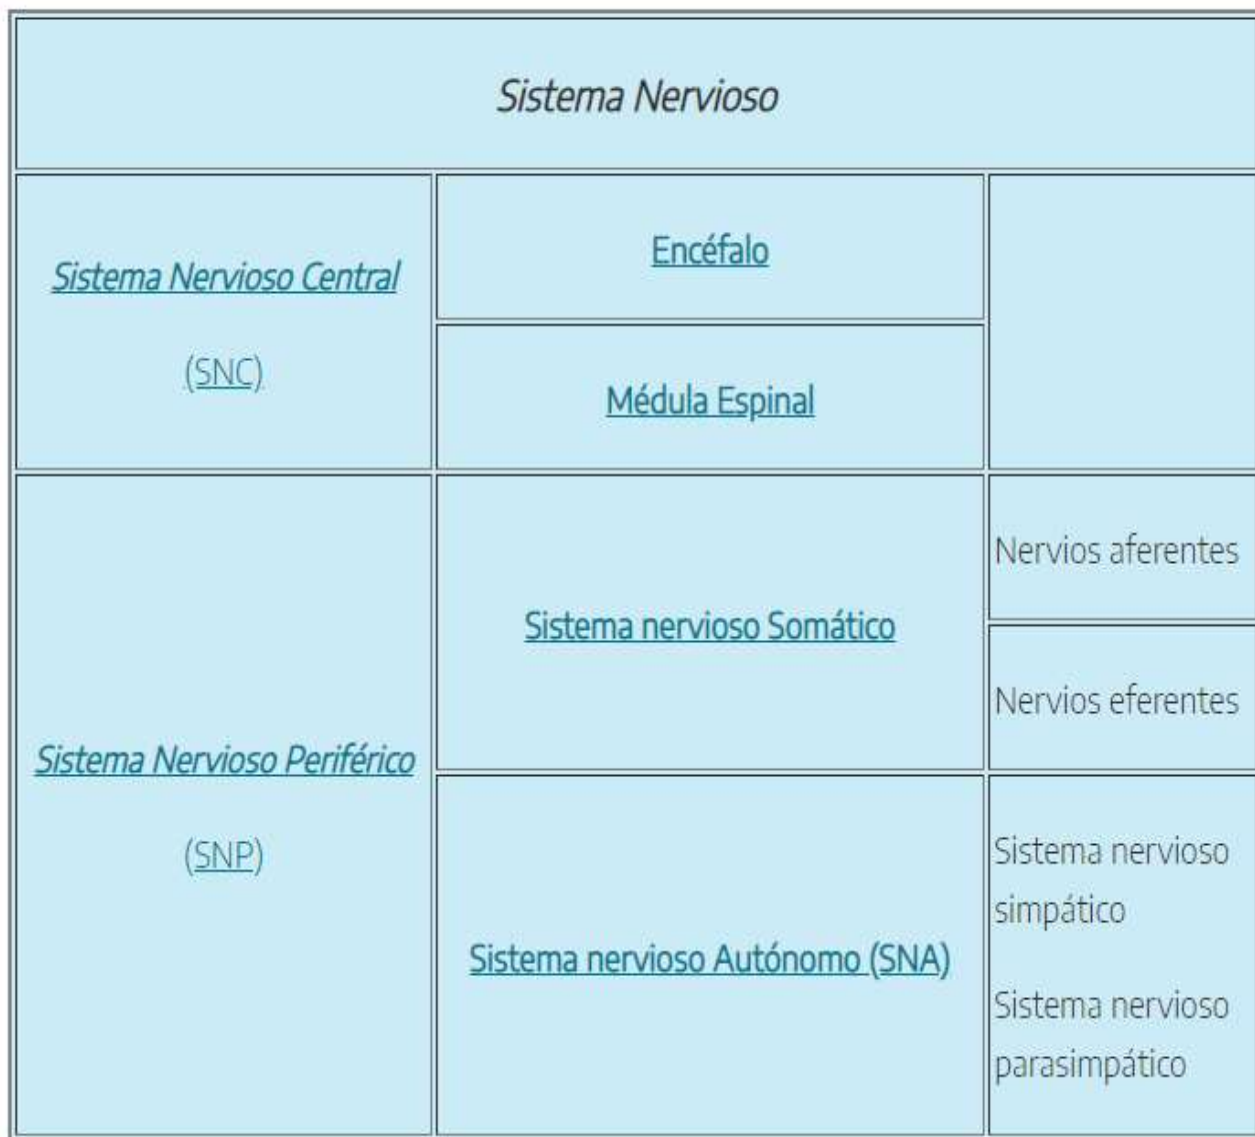 Sistema Nervioso
Sistema Nervioso Central
(SNC)
Encéfalo
Médula Espinal
Sistema Nervioso Periférico
(SNP)
Sistema nervioso Somático
Nervios aferentes
Nervios eferentes
Sistema nervioso Autónomo (SNA)
Sistema nervioso
simpático
Sistema nervioso
parasimpático